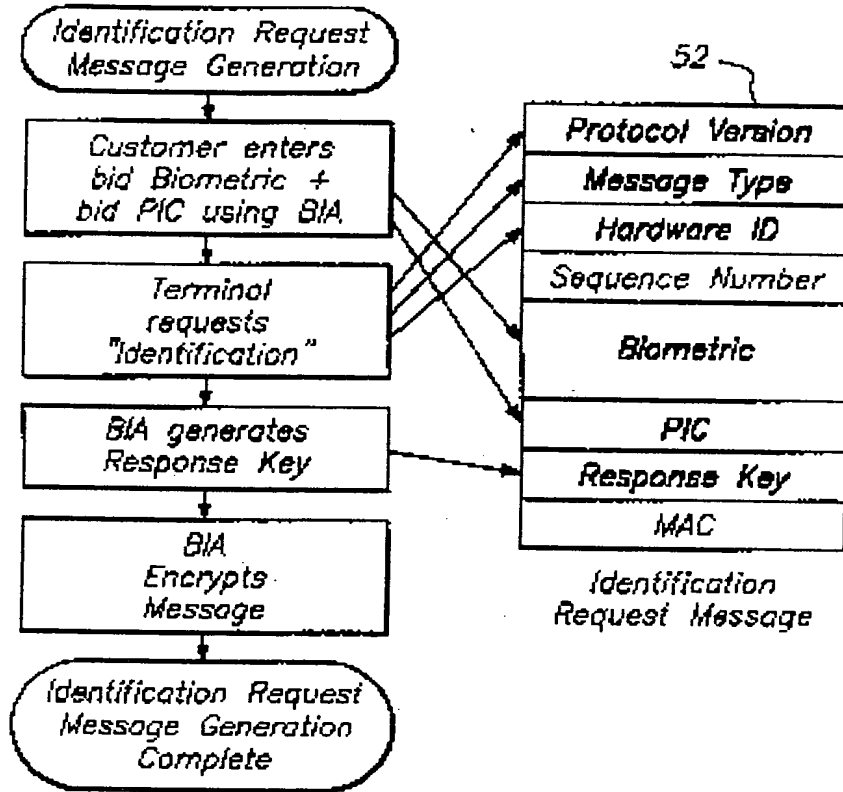 Identification Request
Message Generation
Customer enters
bid Biometric +
bid PIC using BIA
Terminal
requests
"Identification"
BIA generates
Response Key
BIA
Encrypts
Message
Identification Request
Message Generation
Complete
52
Protocol Version
Message Type
Hardware ID
Sequence Number
Biometric
PIC
Response Key
MAC
Identification
Request Message